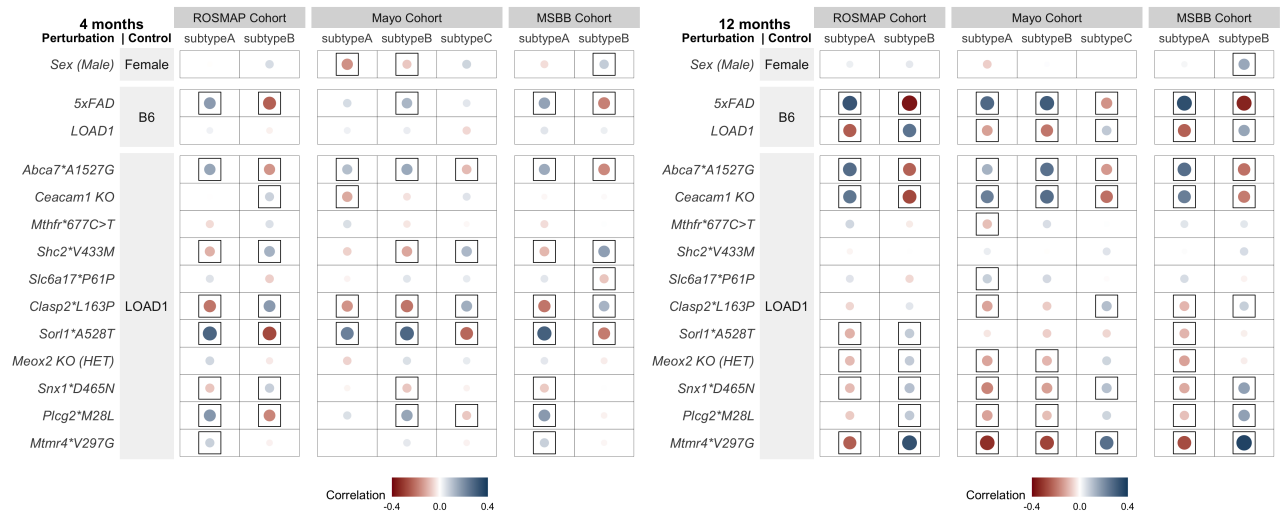 4 months
Perturbation | Control
ROSMAP Cohort Mayo Cohort MSBB Cohort
subtypeA subtypeB subtypeA subtypeB subtypeC subtypeA subtypeB
Sex (Male) Female
5xFAD
B6
LOAD1
Abca7*A1527G
Ceacam1 KO
Mthfr*677C>T
Shc2*V433M
Slc6a17*P61P
Clasp2*L163P LOAD1
Sorl1*A528T
Meox2 KO (HET)
Snx1*D465N
Plcg2*M28L
Mtmr4*V297G
Correlation
-0.4 0.0 0.4
12 months
Perturbation | Control
ROSMAP Cohort Mayo Cohort MSBB Cohort
subtypeA subtypeB subtypeA subtypeB subtypeC subtypeA subtypeB
Sex (Male) Female
5xFAD
B6
LOAD1
Abca7*A1527G
Ceacam1 KO
Mthfr*677C>T
Shc2*V433M
Slc6a17*P61P
Clasp2*L163P LOAD1
Sorl1*A528T
Meox2 KO (HET)
Snx1*D465N
Plcg2*M28L
Mtmr4*V297G
Correlation
-0.4 0.0 0.4